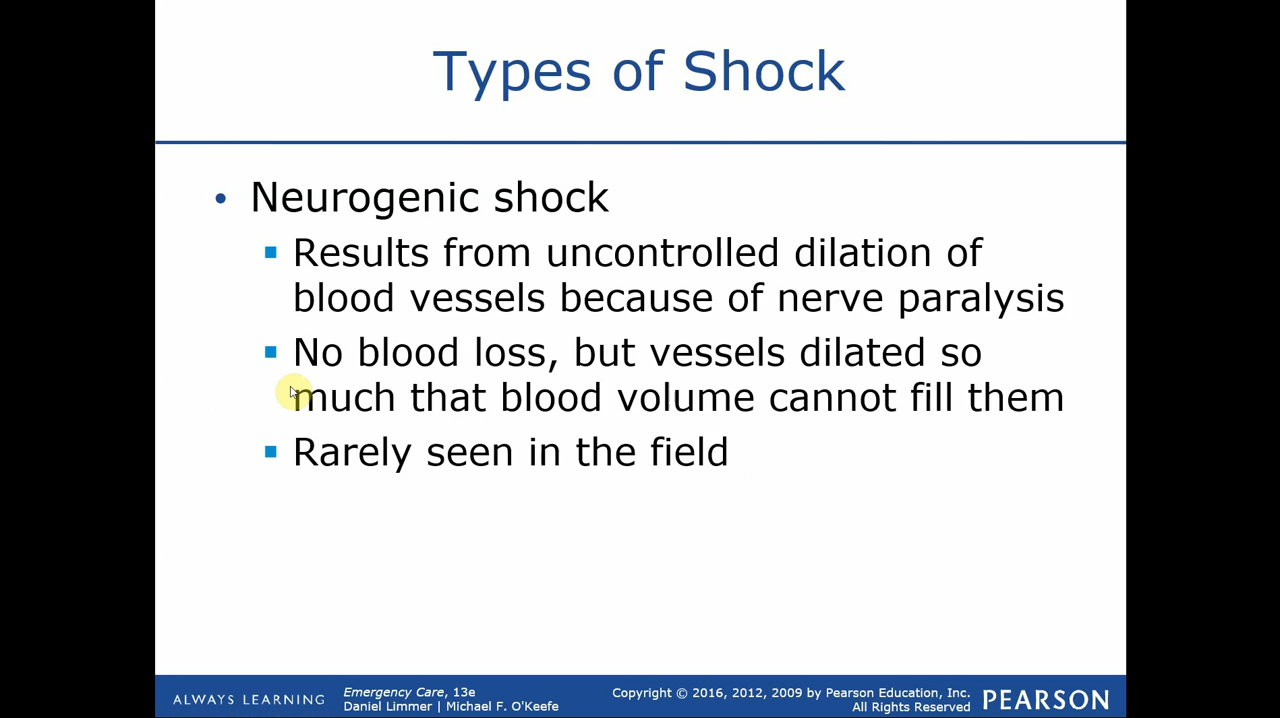 Types of Shock
• Neurogenic shock
▪ Results from uncontrolled dilation of
blood vessels because of nerve paralysis
▪ No blood loss, but vessels dilated so
much that blood volume cannot fill them
▪ Rarely seen in the field
ALWAYS LEARNING
Emergency Care, 13e
Daniel Limmer | Michael F. O'Keefe
Copyright © 2016, 2012, 2009 by Pearson Education, Inc.
All Rights Reserved
PEARSON